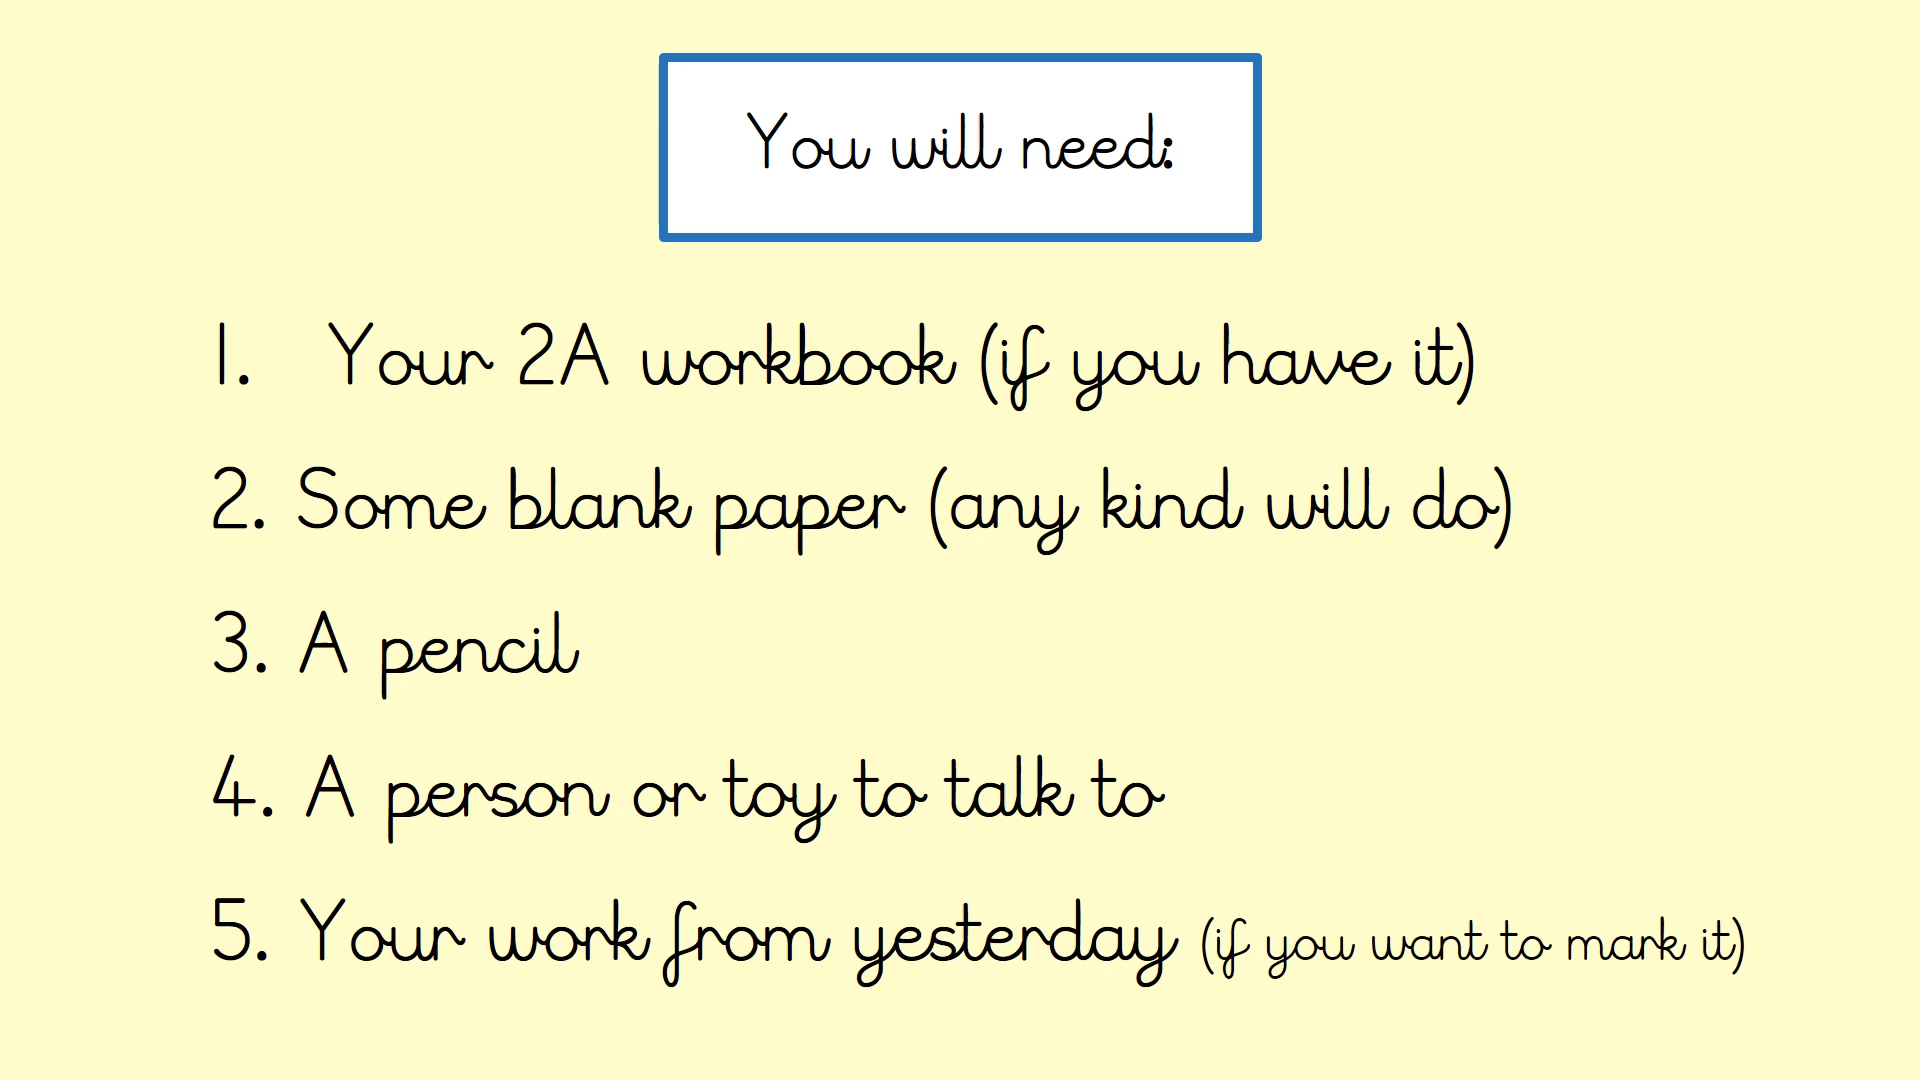 You will need:
1. Your 2A workbook (if you have it)
2. Some blank paper (any kind will do)
3. A pencil
4. A person or toy to talk to
5. Your work from yesterday (if you want to mark it)